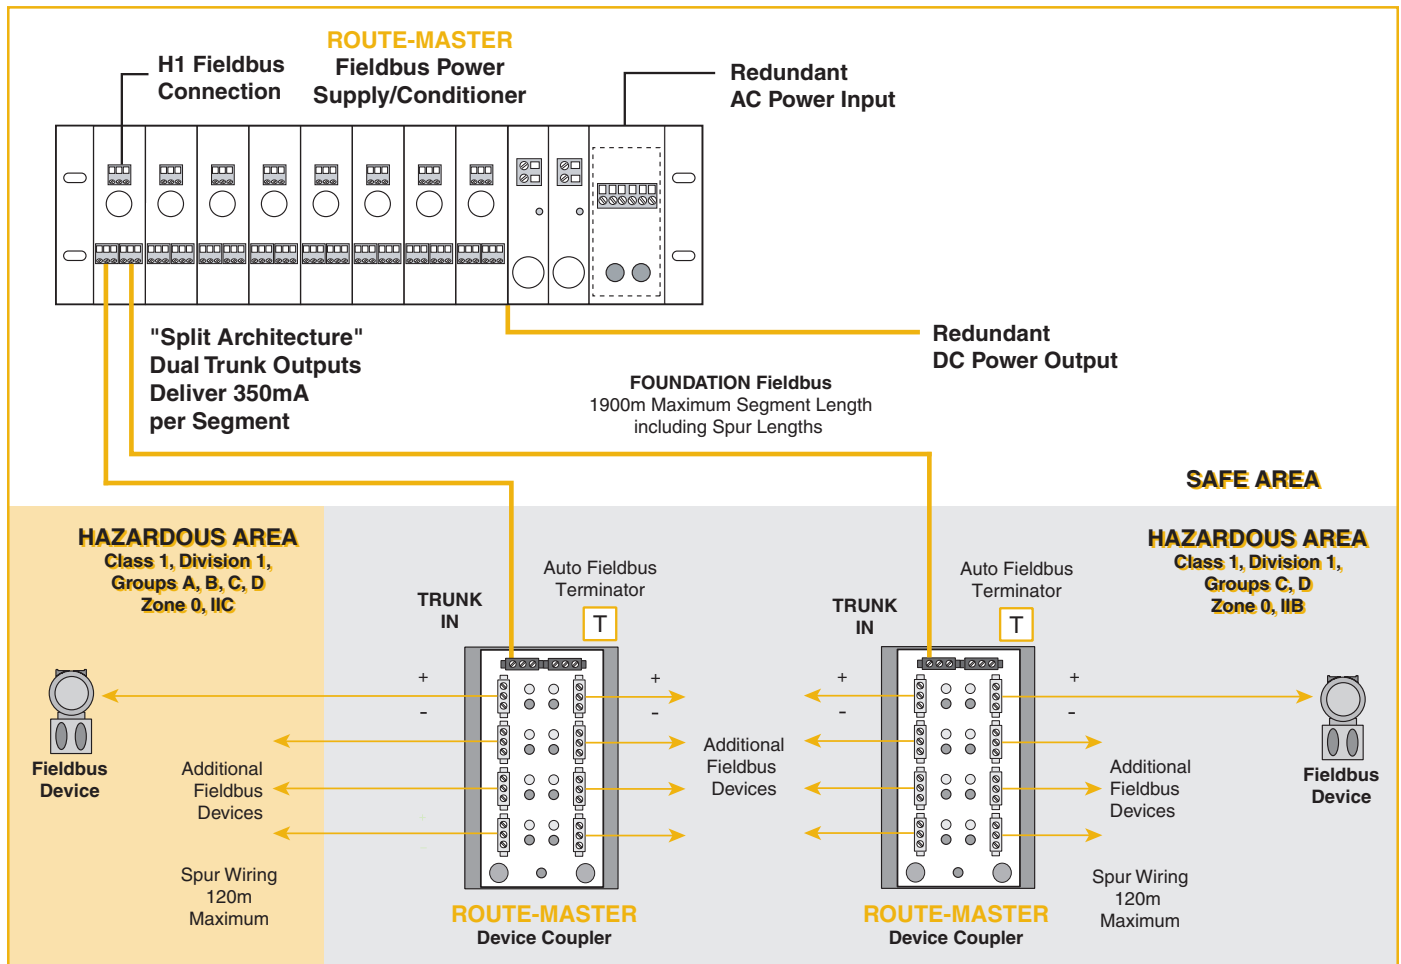 ROUTE-MASTER
Fieldbus Power
Supply/Conditioner
H1 Fieldbus
Connection
Redundant
AC Power Input
"Split Architecture"
Dual Trunk Outputs
Deliver 350mA
per Segment
Redundant
DC Power Output
FOUNDATION Fieldbus
1900m Maximum Segment Length
including Spur Lengths
SAFE AREA
HAZARDOUS AREA
Class 1, Division 1,
Groups A, B, C, D
Zone 0, IIC
HAZARDOUS AREA
Class 1, Division 1,
Groups C, D
Zone 0, IIB
Auto Fieldbus
Terminator
T
TRUNK
IN
Auto Fieldbus
Terminator
T
TRUNK
IN
+
-
+
-
+
-
+
-
Fieldbus
Device
Additional
Fieldbus
Devices
Additional
Fieldbus
Devices
Additional
Fieldbus
Devices
Fieldbus
Device
Spur Wiring
120m
Maximum
Spur Wiring
120m
Maximum
ROUTE-MASTER
Device Coupler
ROUTE-MASTER
Device Coupler